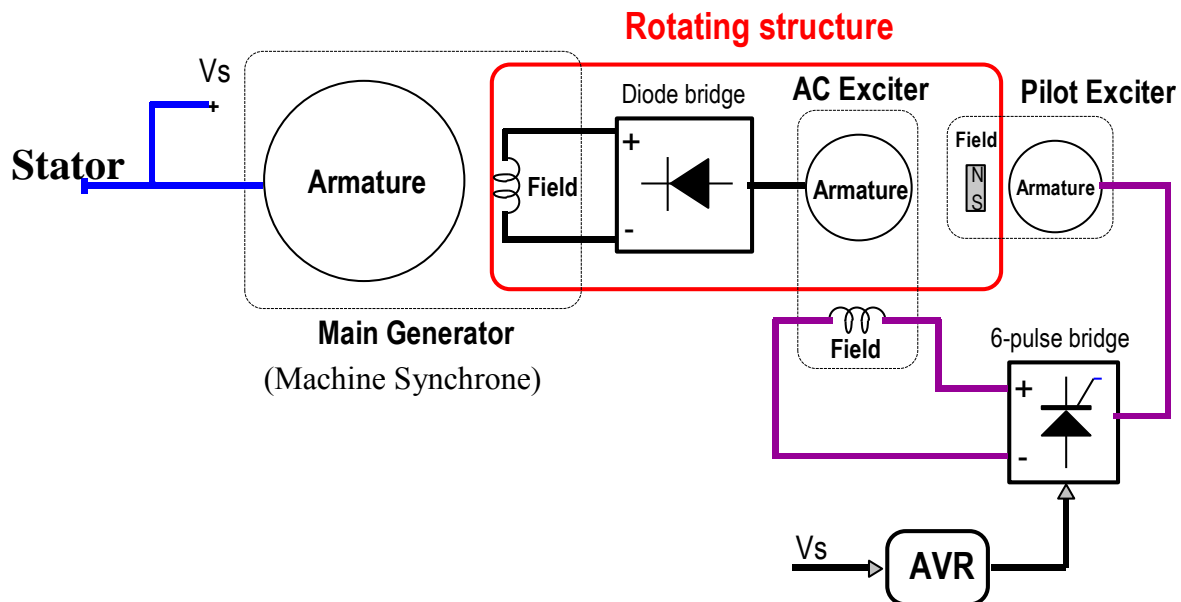 Rotating structure
Vs
+
Stator
Armature
Main Generator
(Machine Synchrone)
Field
Diode bridge
+
-
AC Exciter
Armature
Field
Pilot Exciter
Field
N
S
Armature
6-pulse bridge
+
-
Vs
AVR